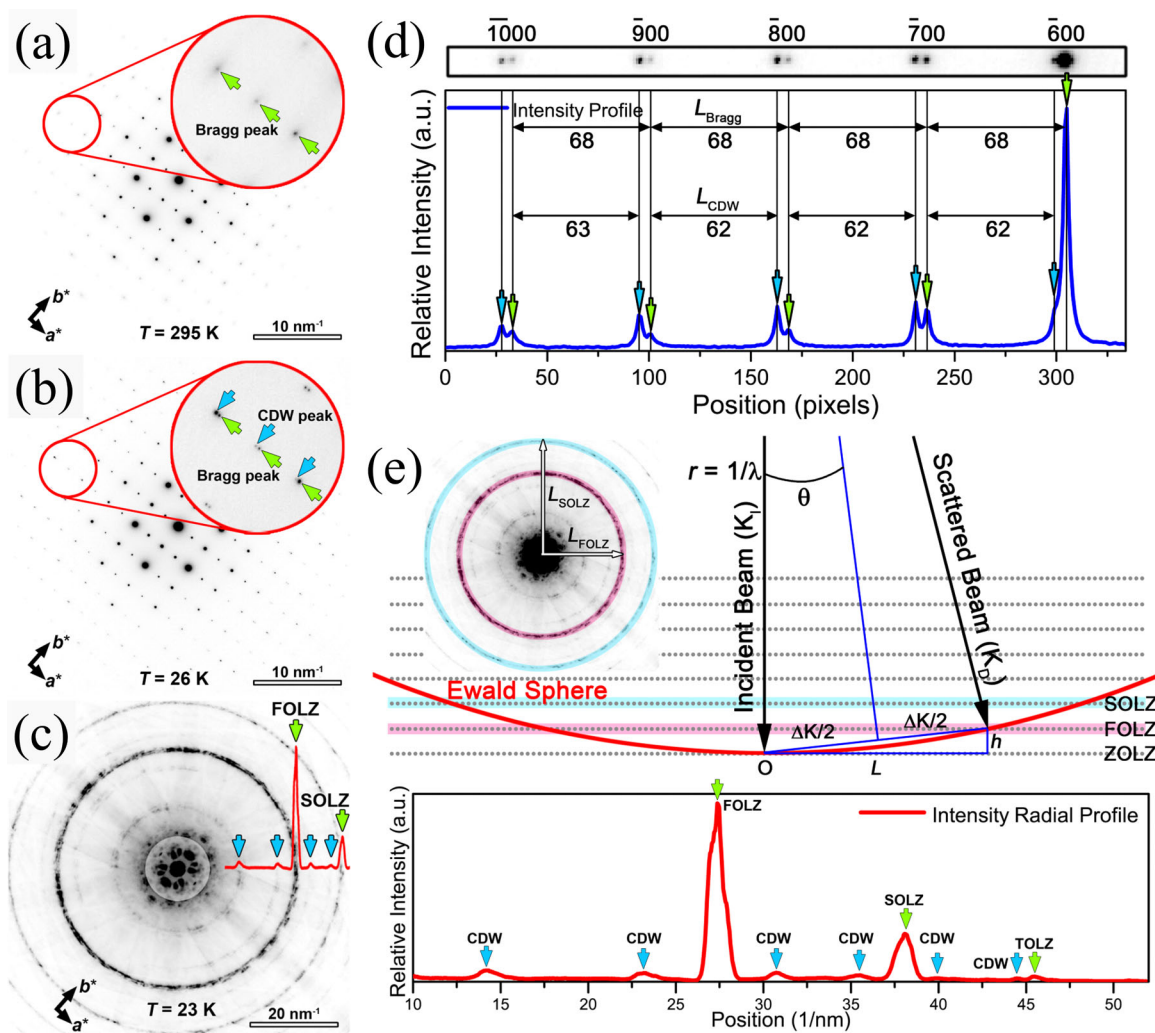 (a)
Bragg peak
b*
a*
T = 295 K
10 nm⁻¹
(b)
CDW peak
Bragg peak
b*
a*
T = 26 K
10 nm⁻¹
(c)
FOLZ
SOLZ
b*
a*
T = 23 K
20 nm⁻¹
(d)
1̅000 9̅00 8̅00 7̅00 6̅00
Intensity Profile
L_Bragg
68 68 68 68
L_CDW
63 62 62 62
Relative Intensity (a.u.)
0 50 100 150 200 250 300
Position (pixels)
(e)
L_SOLZ
L_FOLZ
r = 1/λ
θ
Incident Beam (K_I)
Scattered Beam (K_D)
Ewald Sphere
SOLZ
FOLZ
ZOLZ
ΔK/2
ΔK/2
h
O
L
Intensity Radial Profile
FOLZ
SOLZ
TOLZ
CDW CDW CDW CDW CDW
CDW
Relative Intensity (a.u.)
10 15 20 25 30 35 40 45 50
Position (1/nm)